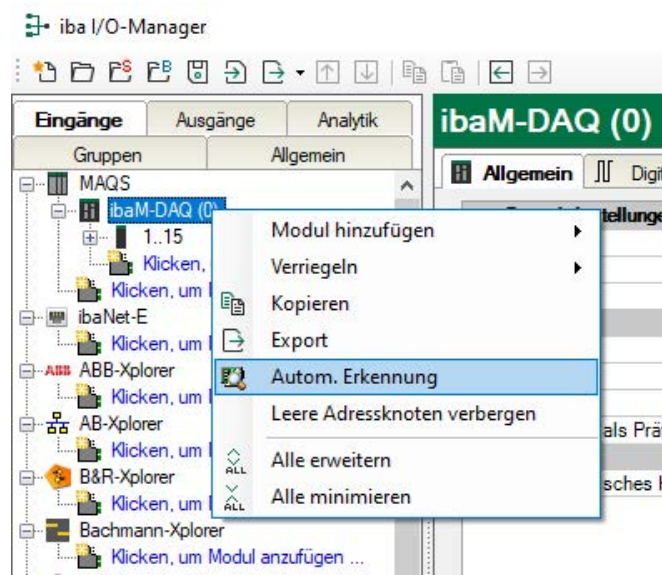 iba I/O-Manager
Eingänge Ausgänge Analytik
Gruppen Allgemein
ibaM-DAQ (0)
Allgemein
MAQS
ibaM-DAQ (0)
1..15
Klicken,
Klicken, um
ibaNet-E
Klicken, um
ABB ABB-Xplorer
Klicken, um
AB-Xplorer
Klicken, um
B&R-Xplorer
Klicken, um
Bachmann-Xplorer
Klicken, um Modul anzufügen ...
Modul hinzufügen
Verriegeln
Kopieren
Export
Autom. Erkennung
Leere Adressknoten verbergen
ALL Alle erweitern
ALL Alle minimieren
als